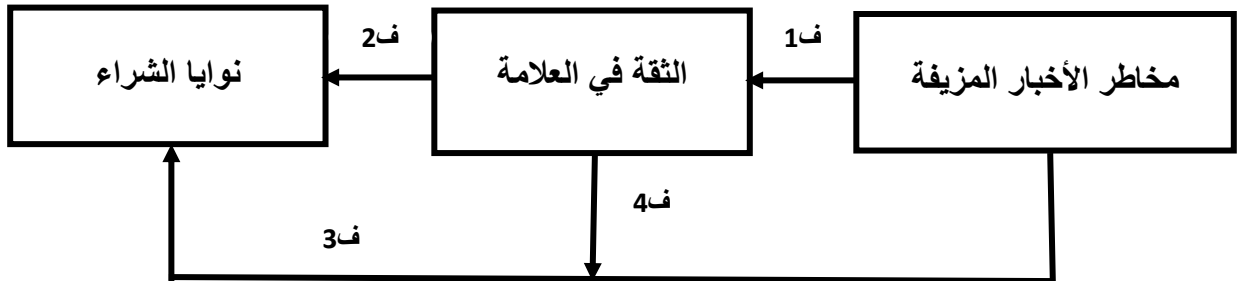 مخاطر الأخبار المزيفة
ف1
الثقة في العلامة
ف2
نوايا الشراء
ف4
ف3